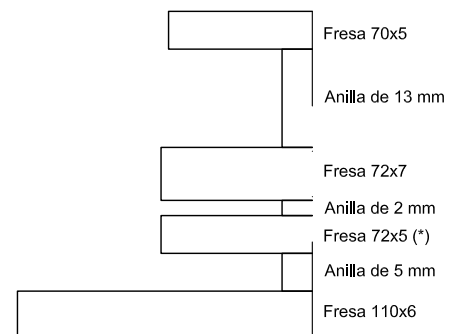 Fresa 70x5
Anilla de 13 mm
Fresa 72x7
Anilla de 2 mm
Fresa 72x5 (*)
Anilla de 5 mm
Fresa 110x6